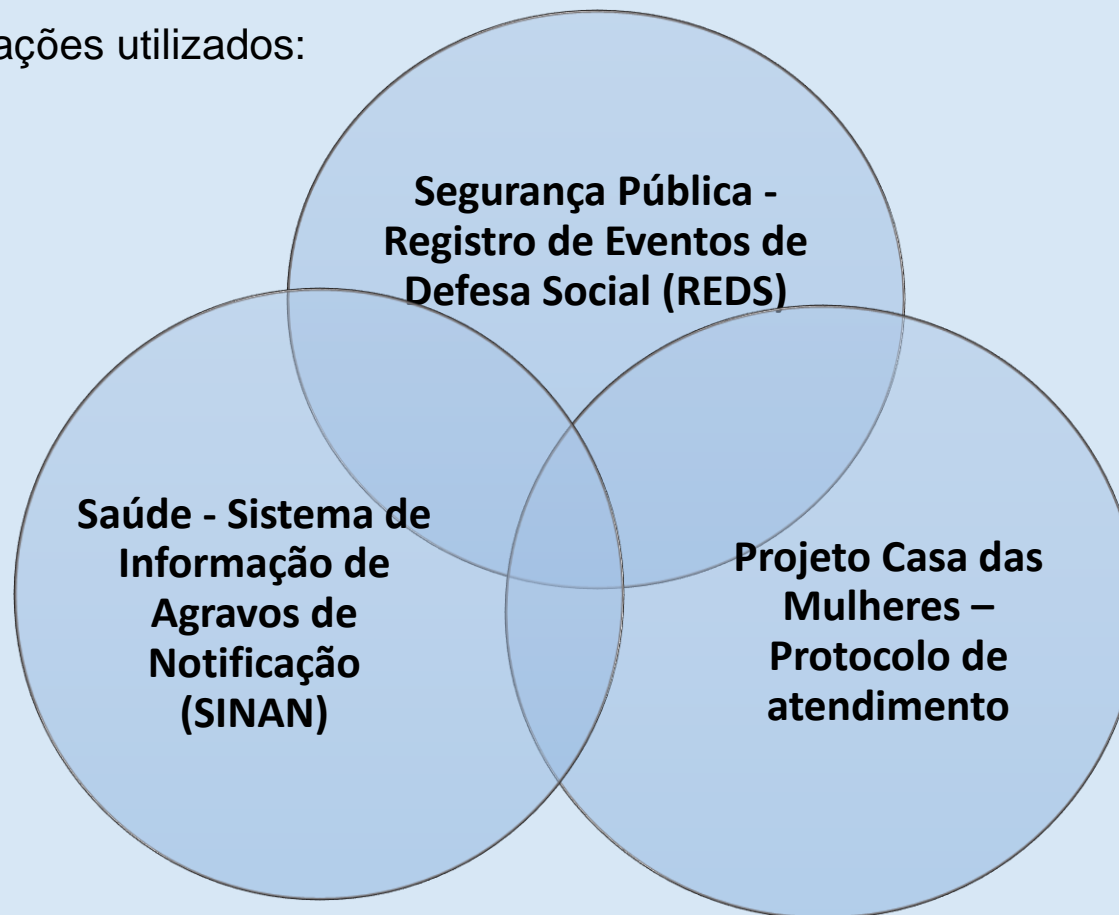 ações utilizados:
Segurança Pública -
Registro de Eventos de
Defesa Social (REDS)
Saúde - Sistema de
Informação de
Agravos de
Notificação
(SINAN)
Projeto Casa das
Mulheres –
Protocolo de
atendimento